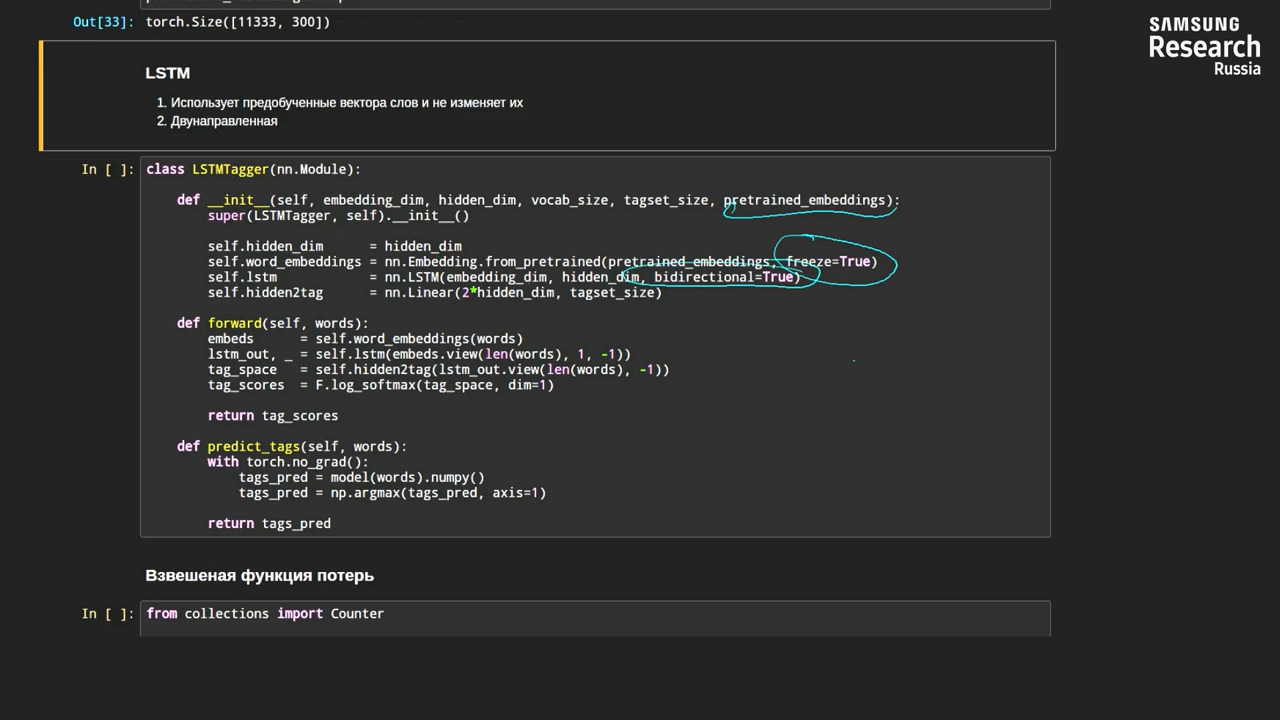 Out[33]: torch.Size([11333, 300])
SAMSUNG
Research
Russia
LSTM
1. Использует предобученные вектора слов и не изменяет их
2. Двунаправленная
In [ ]: class LSTMTagger(nn.Module):
def __init__(self, embedding_dim, hidden_dim, vocab_size, tagset_size, pretrained_embeddings):
super(LSTMTagger, self).__init__()
self.hidden_dim = hidden_dim
self.word_embeddings = nn.Embedding.from_pretrained(pretrained_embeddings, freeze=True)
self.lstm = nn.LSTM(embedding_dim, hidden_dim, bidirectional=True)
self.hidden2tag = nn.Linear(2*hidden_dim, tagset_size)
def forward(self, words):
embeds = self.word_embeddings(words)
lstm_out, _ = self.lstm(embeds.view(len(words), 1, -1))
tag_space = self.hidden2tag(lstm_out.view(len(words), -1))
tag_scores = F.log_softmax(tag_space, dim=1)
return tag_scores
def predict_tags(self, words):
with torch.no_grad():
tags_pred = model(words).numpy()
tags_pred = np.argmax(tags_pred, axis=1)
return tags_pred
Взвешеная функция потерь
In [ ]: from collections import Counter